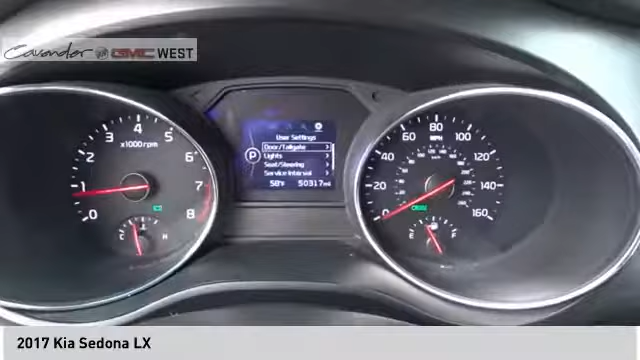 Cavender GMC WEST
4
3 5
x1000rpm
2 6
1 7
0 8
C H
User Settings
Door/Tailgate >
Lights >
Seat/Steering >
Service Interval >
P
58°F 50317mi
80
60 MPH 100
40 120
20 140
0 160
E F
2017 Kia Sedona LX